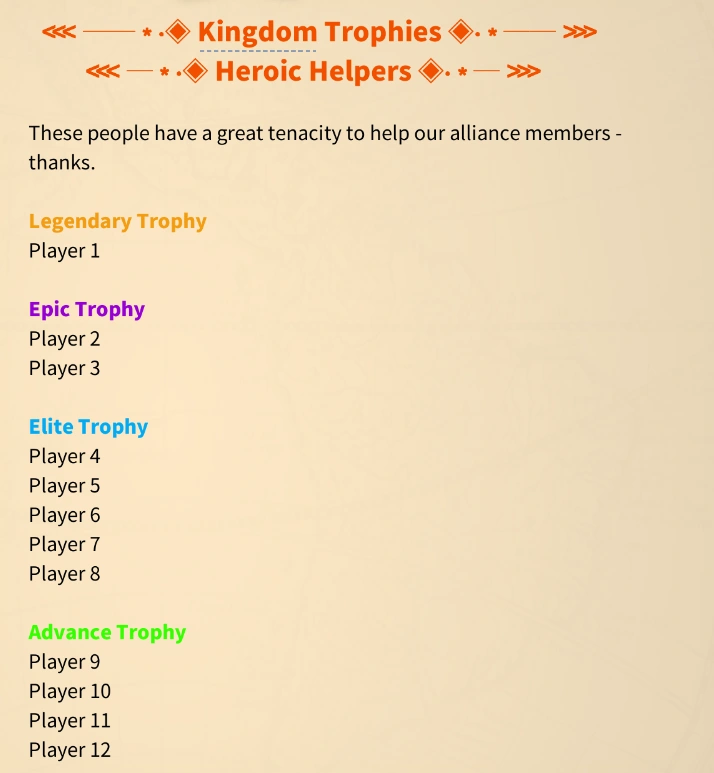 ⋘ ─── *·◈ Kingdom Trophies ◈· * ─── ⋙
⋘ ─ *·◈ Heroic Helpers ◈· * ─ ⋙
These people have a great tenacity to help our alliance members -
thanks.
Legendary Trophy
Player 1
Epic Trophy
Player 2
Player 3
Elite Trophy
Player 4
Player 5
Player 6
Player 7
Player 8
Advance Trophy
Player 9
Player 10
Player 11
Player 12